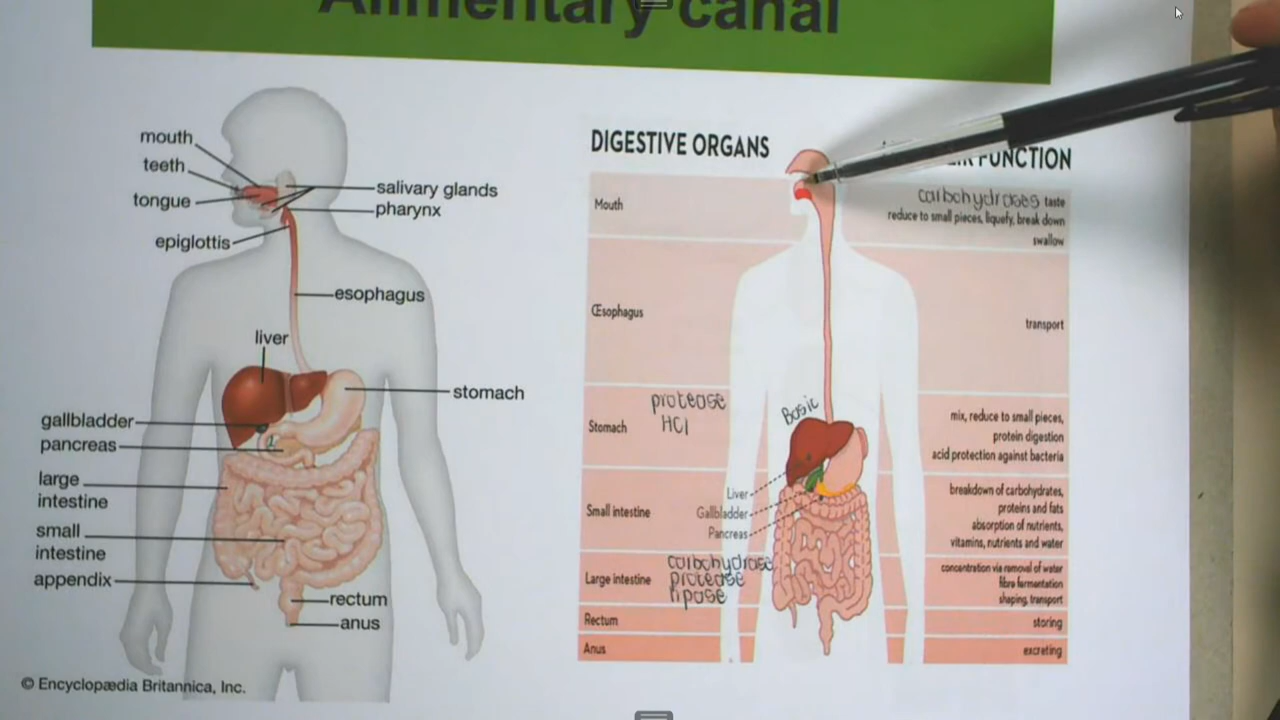 Alimentary canal
mouth
teeth
tongue
epiglottis
salivary glands
pharynx
esophagus
liver
stomach
gallbladder
pancreas
large
intestine
small
intestine
appendix
rectum
anus
© Encyclopædia Britannica, Inc.
DIGESTIVE ORGANS
FUNCTION
Mouth
carbohydrases taste
reduce to small pieces, liquefy, break down
swallow
Œsophagus
transport
Stomach
protease
HCl
Basic
mix, reduce to small pieces,
protein digestion
acid protection against bacteria
Small intestine
Liver
Gallbladder
Pancreas
breakdown of carbohydrates,
proteins and fats
absorption of nutrients,
vitamins, nutrients and water
Large intestine
carbohydrase
protease
lipase
concentration via removal of water
fibre fermentation
shaping, transport
Rectum
storing
Anus
excreting